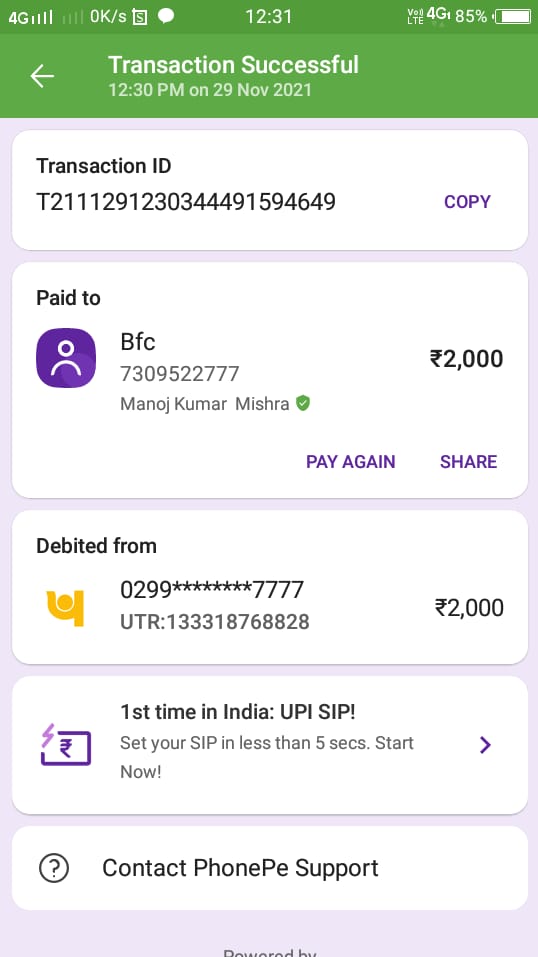 4G 0K/s 12:31 VoLTE 4G 85%
Transaction Successful
12:30 PM on 29 Nov 2021
Transaction ID
T2111291230344491594649 COPY
Paid to
Bfc
7309522777 ₹2,000
Manoj Kumar Mishra
PAY AGAIN SHARE
Debited from
0299********7777
UTR:133318768828 ₹2,000
1st time in India: UPI SIP!
Set your SIP in less than 5 secs. Start
Now!
Contact PhonePe Support
Powered by